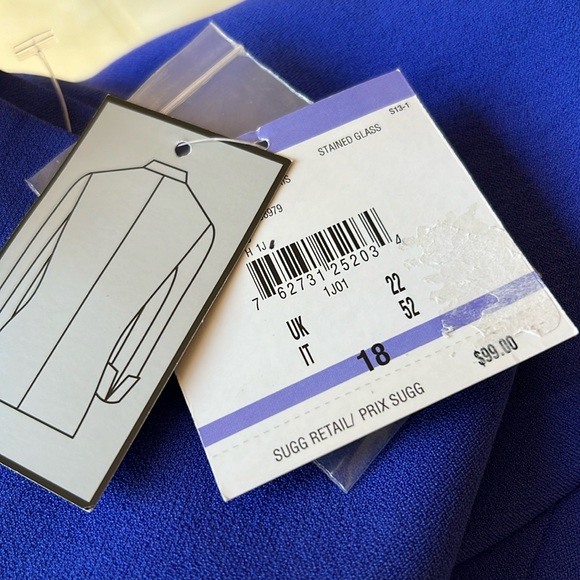 S13-1
STAINED GLASS
H 1J
7 62731 25203 4
1J01
UK 22
IT 52
18
$99.00
SUGG RETAIL/ PRIX SUGG